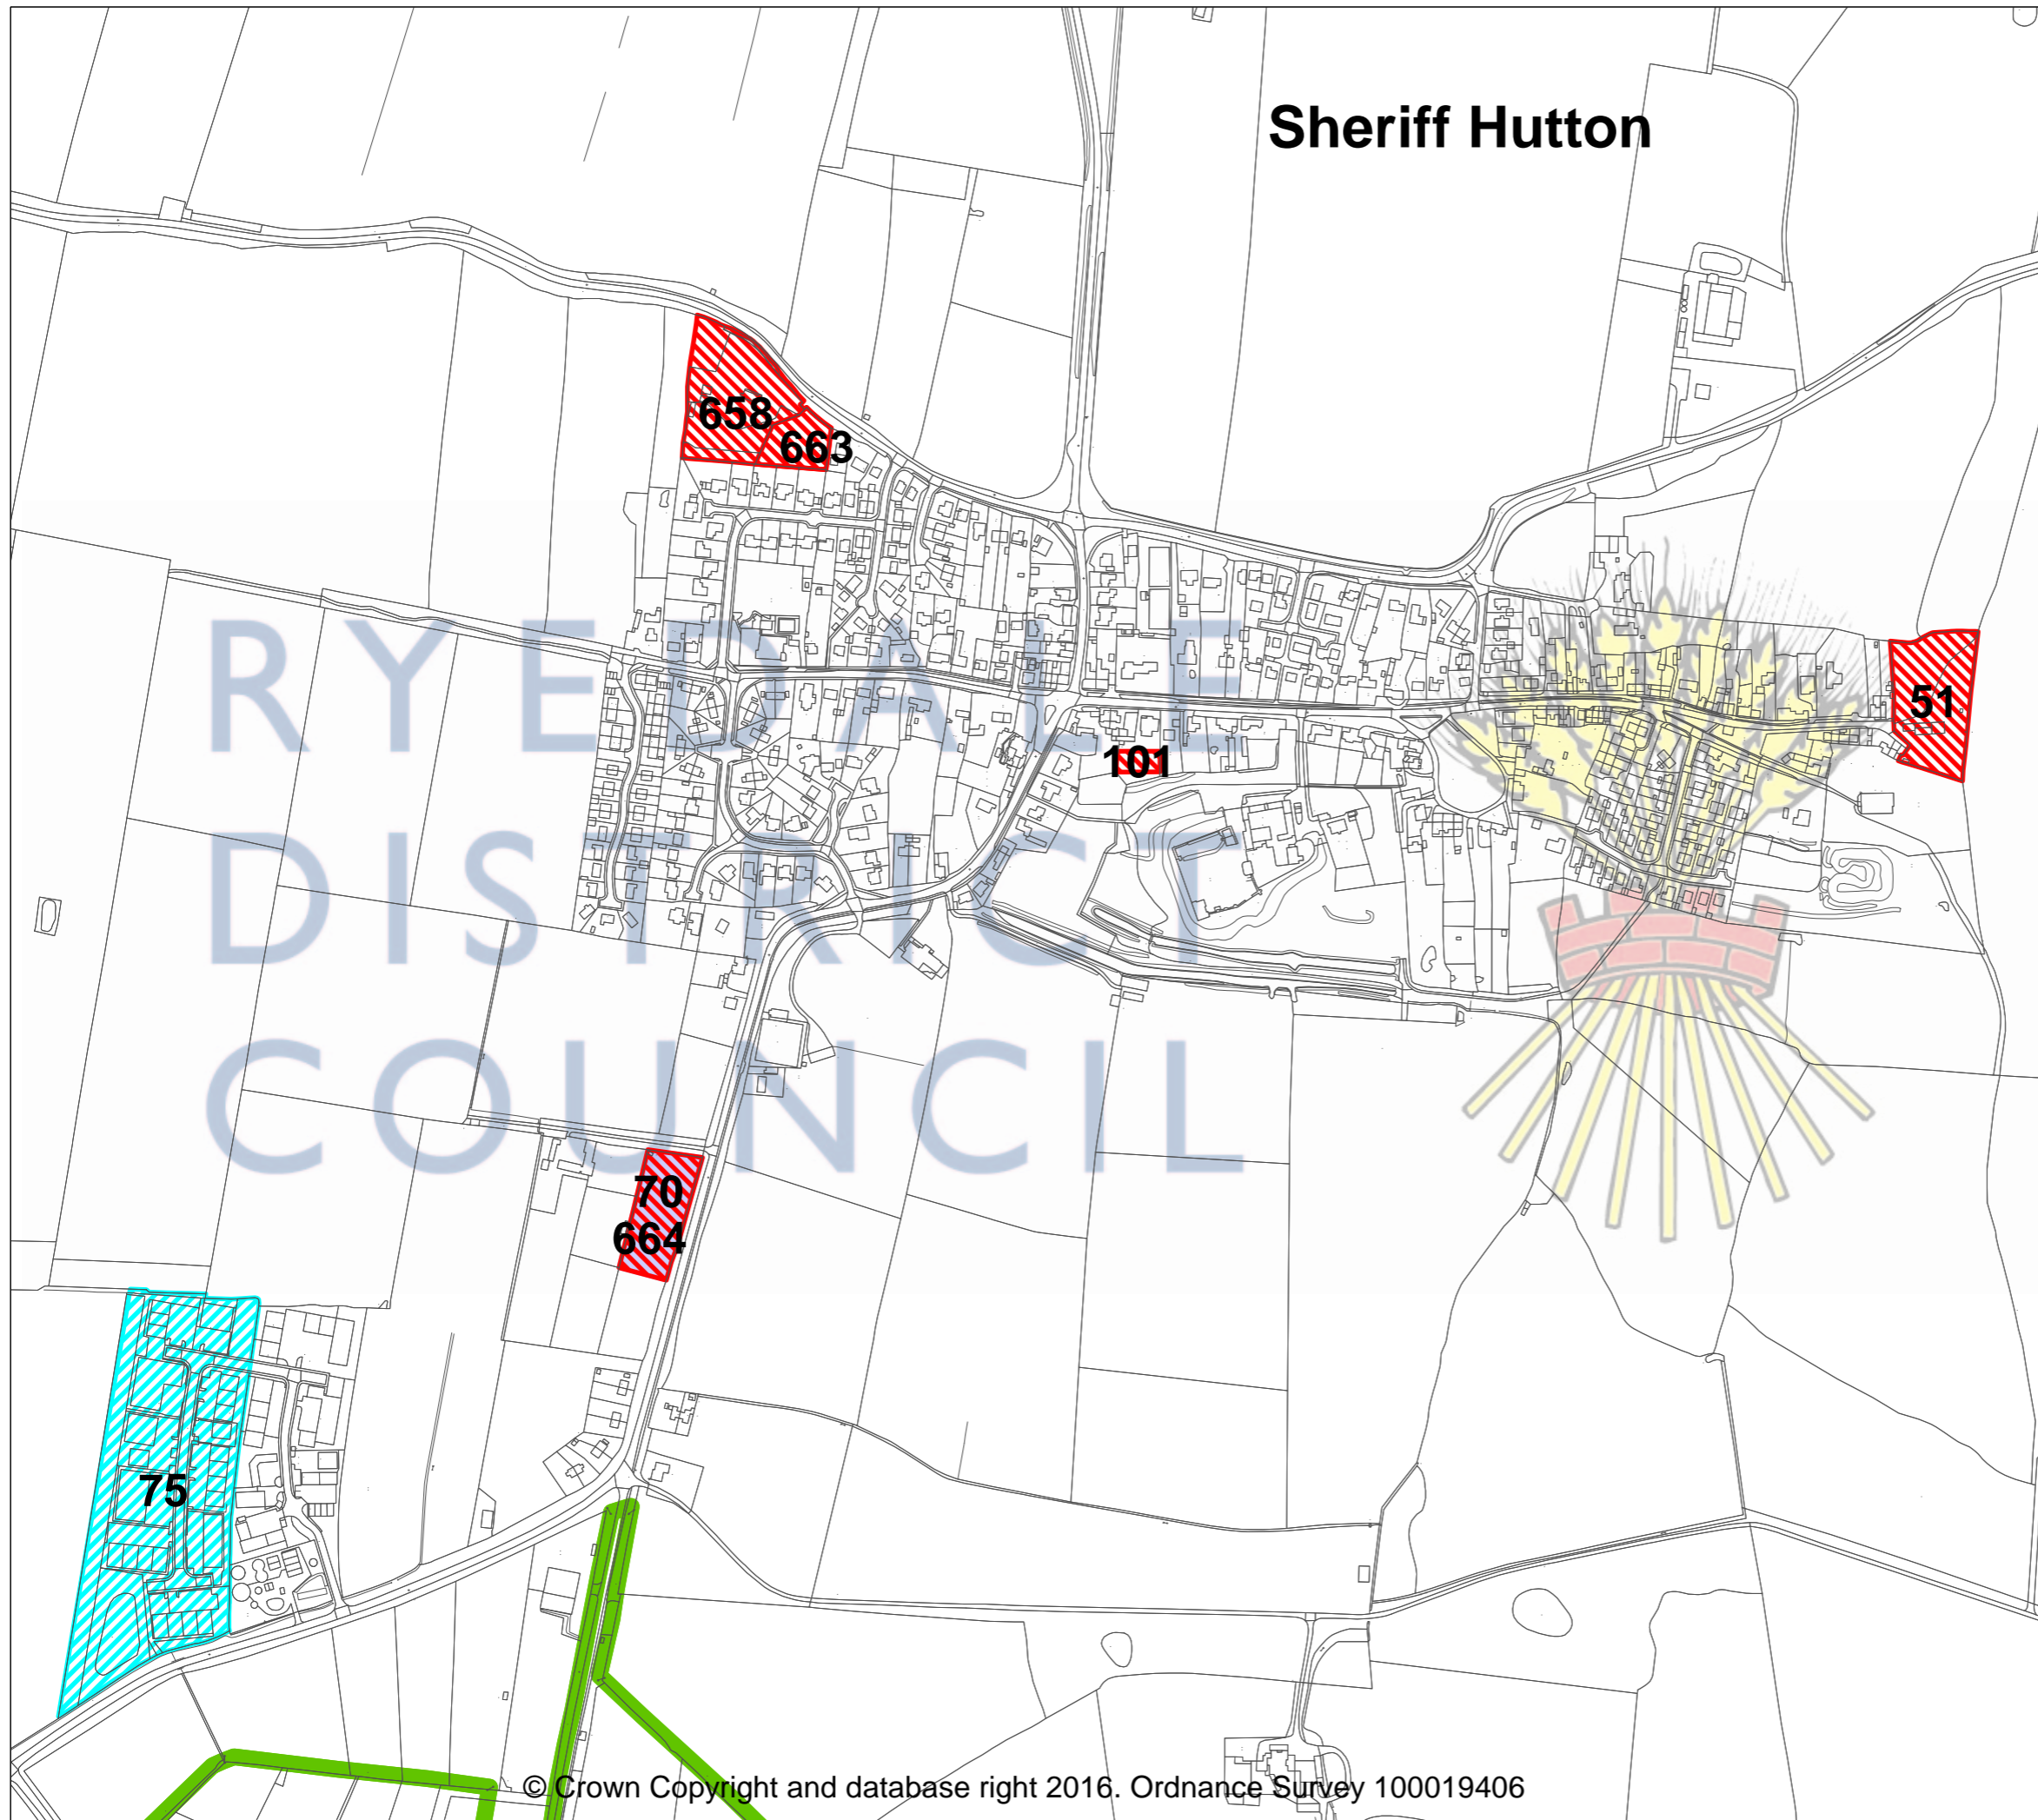 Sheriff Hutton
658
663
RYEDALE
51
101
DISTRICT
COUNCIL
70
664
75
© Crown Copyright and database right 2016. Ordnance Survey 100019406